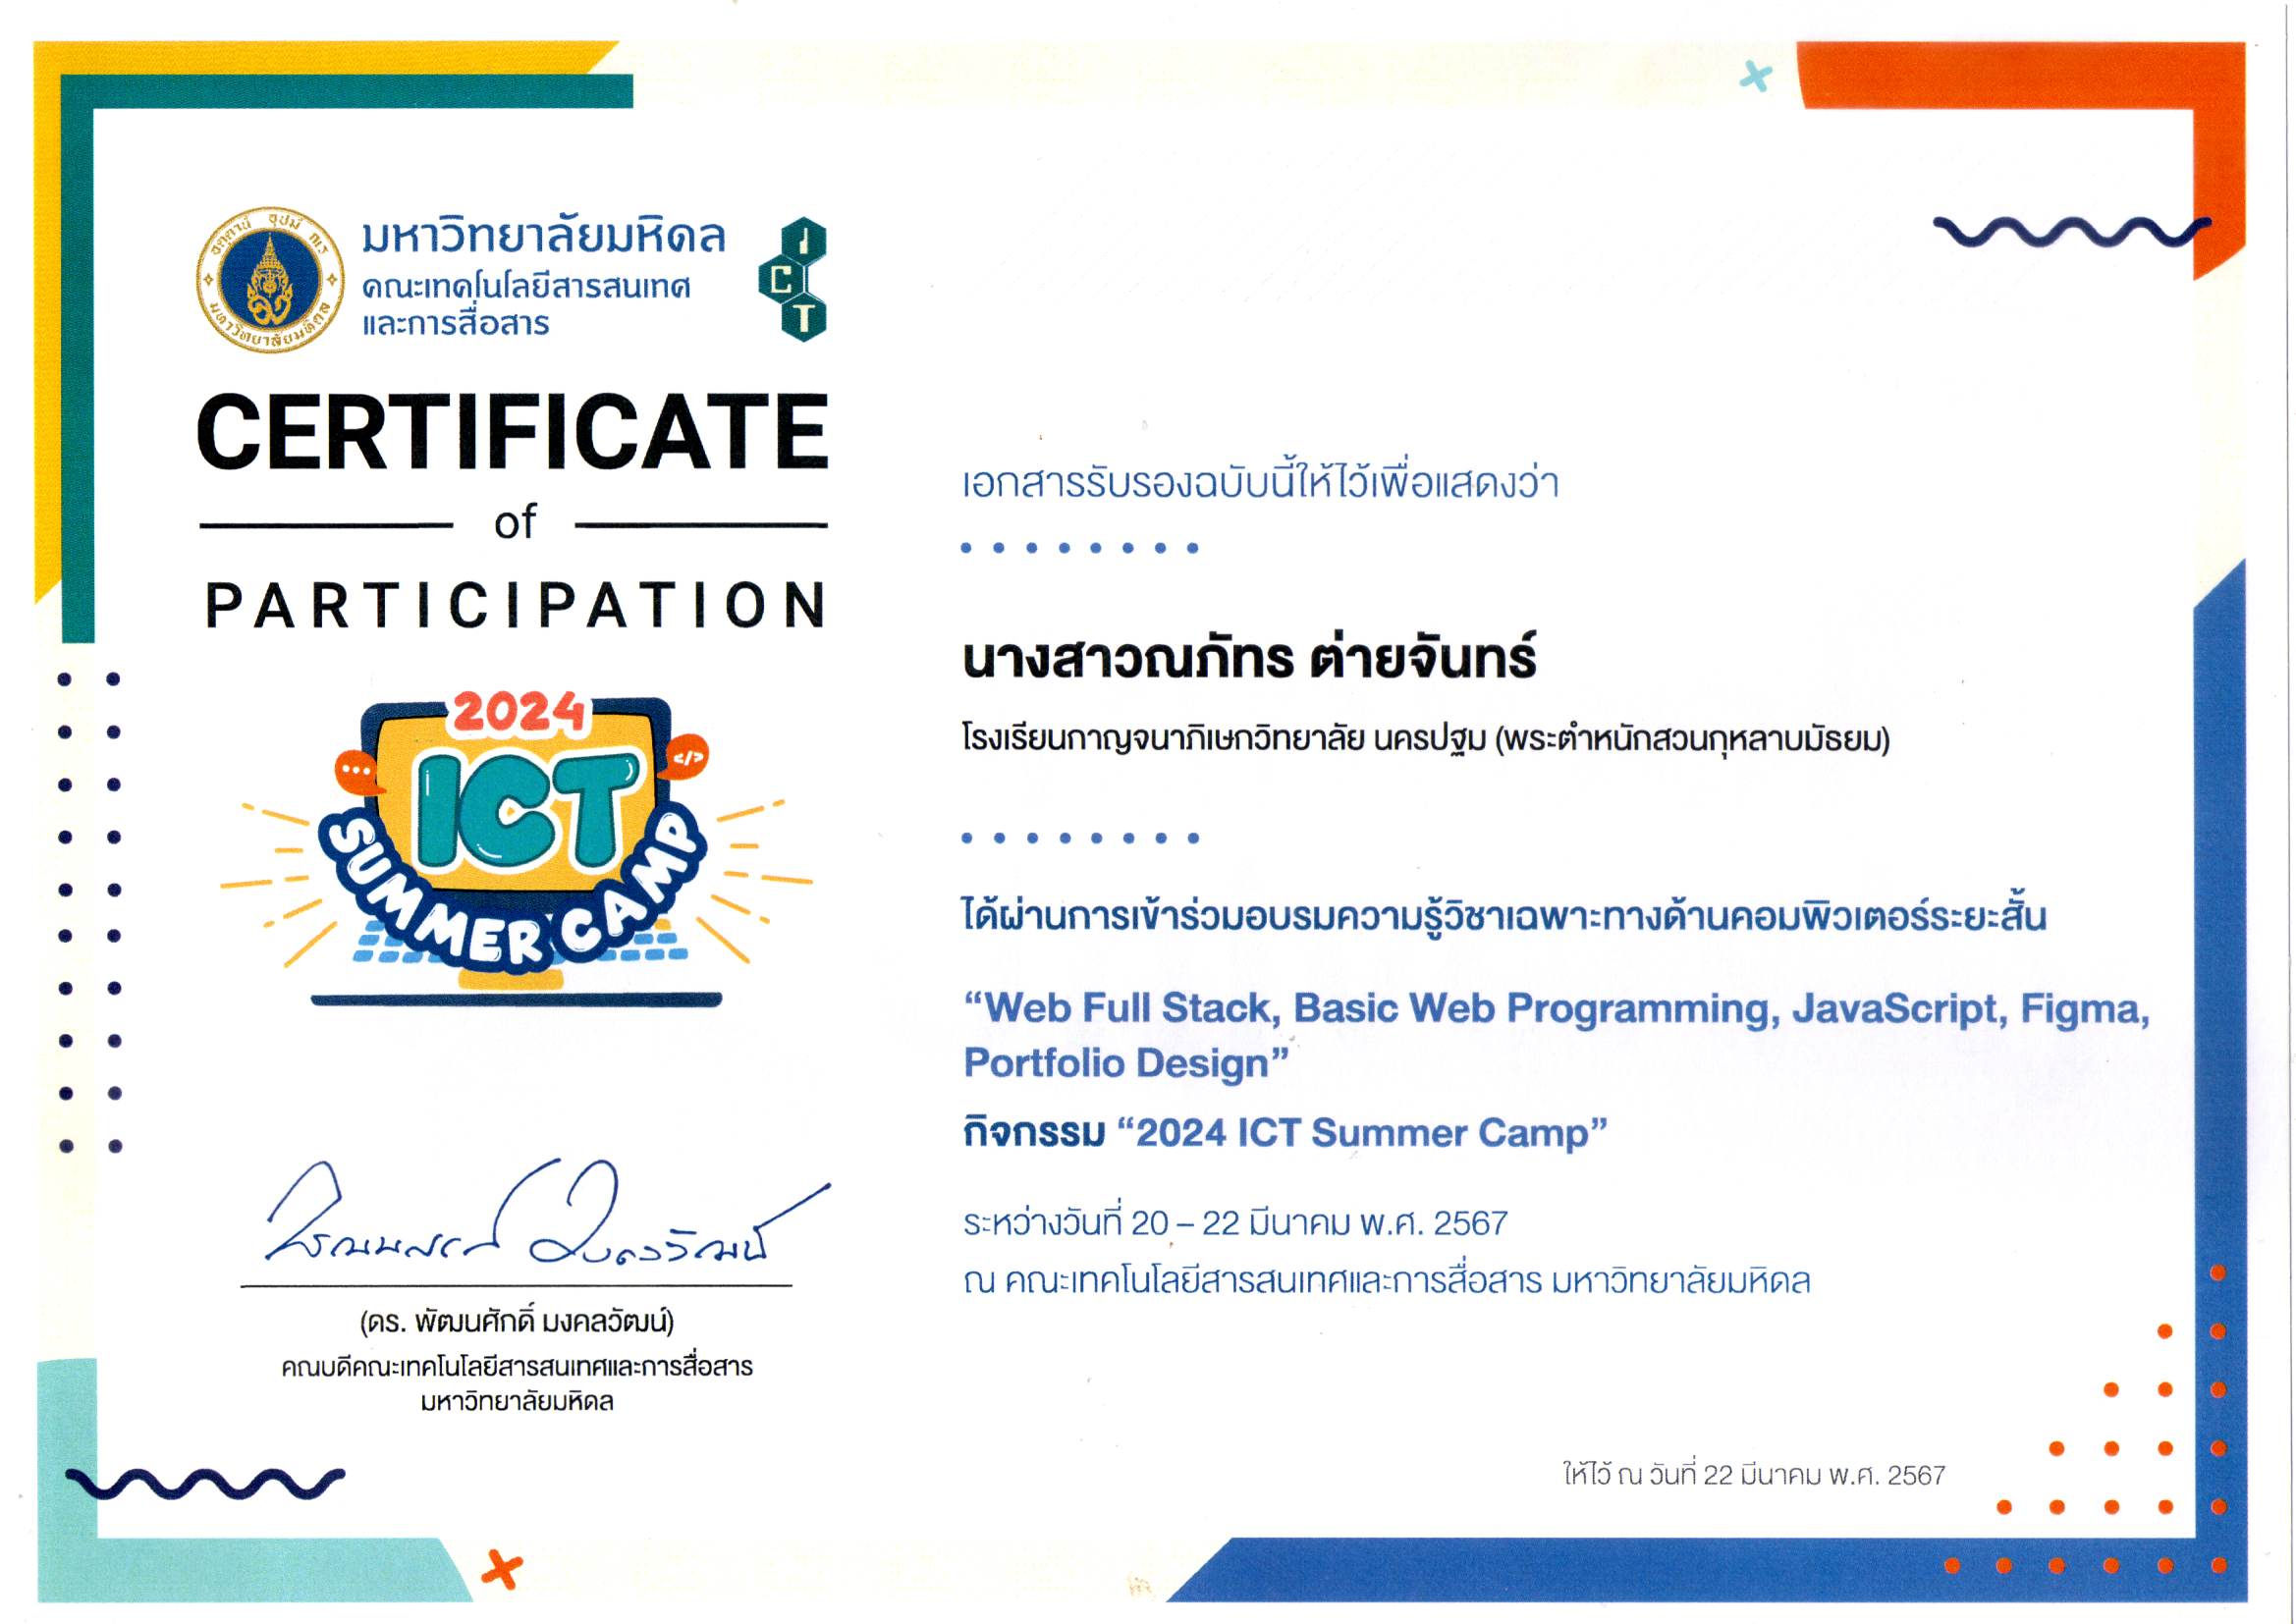 มหาวิทยาลัยมหิดล
คณะเทคโนโลยีสารสนเทศ
และการสื่อสาร
I
C
T
อตฺตานํ อุปมํ กเร
มหาวิทยาลัยมหิดล
CERTIFICATE
of
PARTICIPATION
2024
ICT
</>
SUMMER CAMP
(ดร. พัฒนศักดิ์ มงคลวัฒน์)
คณบดีคณะเทคโนโลยีสารสนเทศและการสื่อสาร
มหาวิทยาลัยมหิดล
เอกสารรับรองฉบับนี้ให้ไว้เพื่อแสดงว่า
นางสาวณภัทร ต่ายจันทร์
โรงเรียนกาญจนาภิเษกวิทยาลัย นครปฐม (พระตำหนักสวนกุหลาบมัธยม)
ได้ผ่านการเข้าร่วมอบรมความรู้วิชาเฉพาะทางด้านคอมพิวเตอร์ระยะสั้น
“Web Full Stack, Basic Web Programming, JavaScript, Figma,
Portfolio Design”
กิจกรรม “2024 ICT Summer Camp”
ระหว่างวันที่ 20 – 22 มีนาคม พ.ศ. 2567
ณ คณะเทคโนโลยีสารสนเทศและการสื่อสาร มหาวิทยาลัยมหิดล
ให้ไว้ ณ วันที่ 22 มีนาคม พ.ศ. 2567